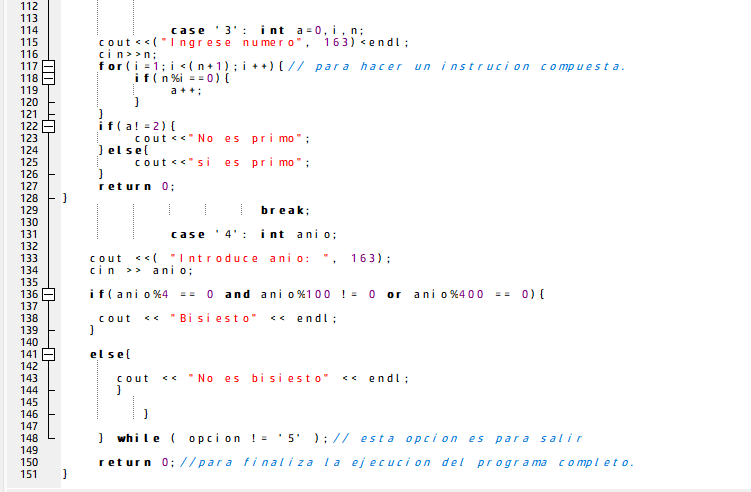 112
113
114 case '3': int a=0,i,n;
115 cout<<("Ingrese numero", 163)<endl;
116 cin>>n;
117 for(i=1;i<(n+1);i++){// para hacer un instrucion compuesta.
118 if(n%i==0){
119 a++;
120 }
121 }
122 if(a!=2){
123 cout<<"No es primo";
124 }else{
125 cout<<"si es primo";
126 }
127 return 0;
128 }
129 break;
130
131 case '4': int anio;
132
133 cout <<( "Introduce anio: ", 163);
134 cin >> anio;
135
136 if(anio%4 == 0 and anio%100 != 0 or anio%400 == 0){
137
138 cout << "Bisiesto" << endl;
139 }
140
141 else{
142
143 cout << "No es bisiesto" << endl;
144 }
145
146 }
147
148 } while ( opcion != '5' );// esta opcion es para salir
149
150 return 0;//para finaliza la ejecucion del programa completo.
151 }